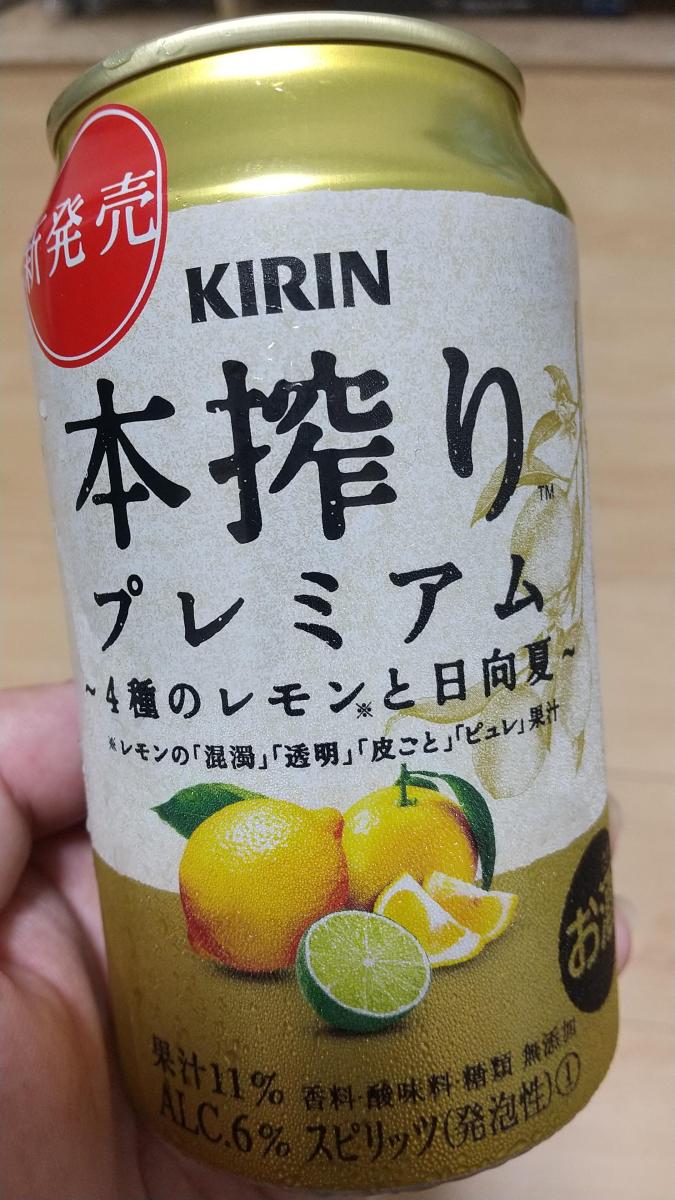 新発売
KIRIN
本搾り
TM
プレミアム
~4種のレモン※と日向夏~
※レモンの「混濁」「透明」「皮ごと」「ピュレ」果汁
お酒
果汁11% 香料・酸味料・糖類 無添加
ALC.6% スピリッツ(発泡性)①